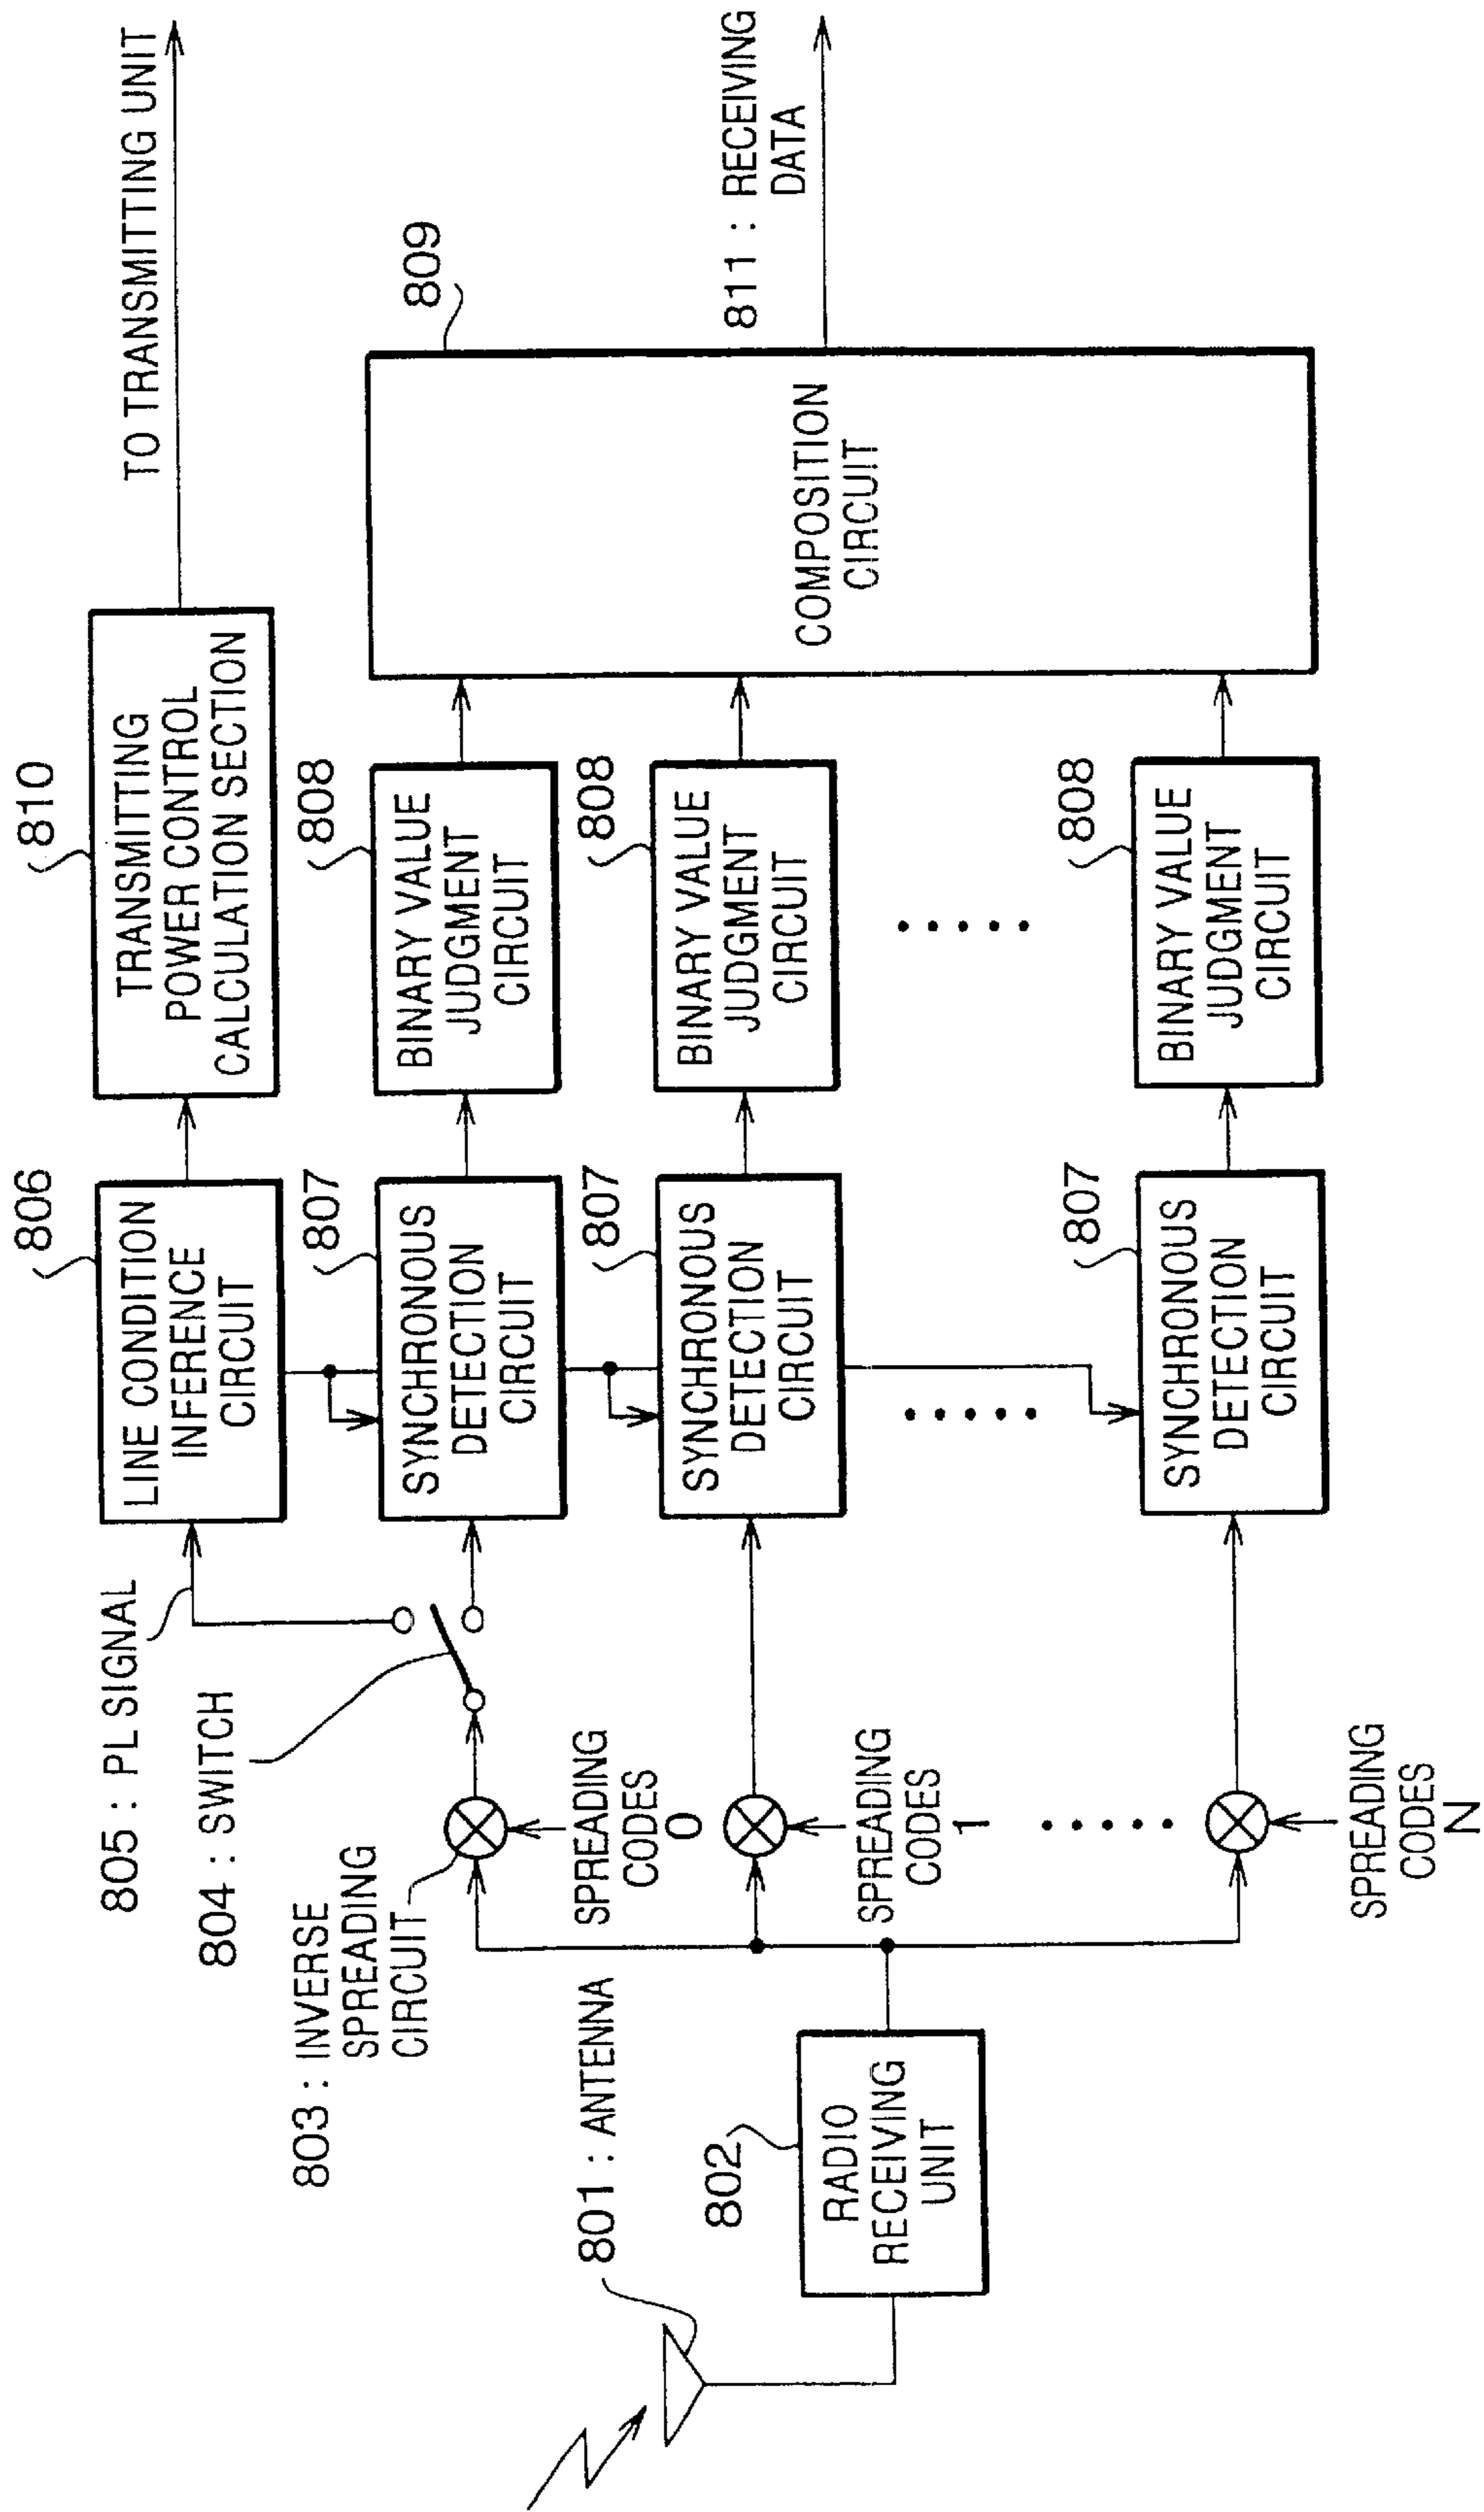 TO TRANSMITTING UNIT
810
TRANSMITTING
POWER CONTROL
CALCULATION SECTION
806
LINE CONDITION
INFERENCE
CIRCUIT
805 : PL SIGNAL
804 : SWITCH
803 : INVERSE
SPREADING
CIRCUIT
807
SYNCHRONOUS
DETECTION
CIRCUIT
808
BINARY VALUE
JUDGMENT
CIRCUIT
809
COMPOSITION
CIRCUIT
811 : RECEIVING
DATA
SPREADING
CODES
0
801 : ANTENNA
802
RADIO
RECEIVING
UNIT
807
SYNCHRONOUS
DETECTION
CIRCUIT
808
BINARY VALUE
JUDGMENT
CIRCUIT
SPREADING
CODES
1
807
SYNCHRONOUS
DETECTION
CIRCUIT
808
BINARY VALUE
JUDGMENT
CIRCUIT
SPREADING
CODES
N